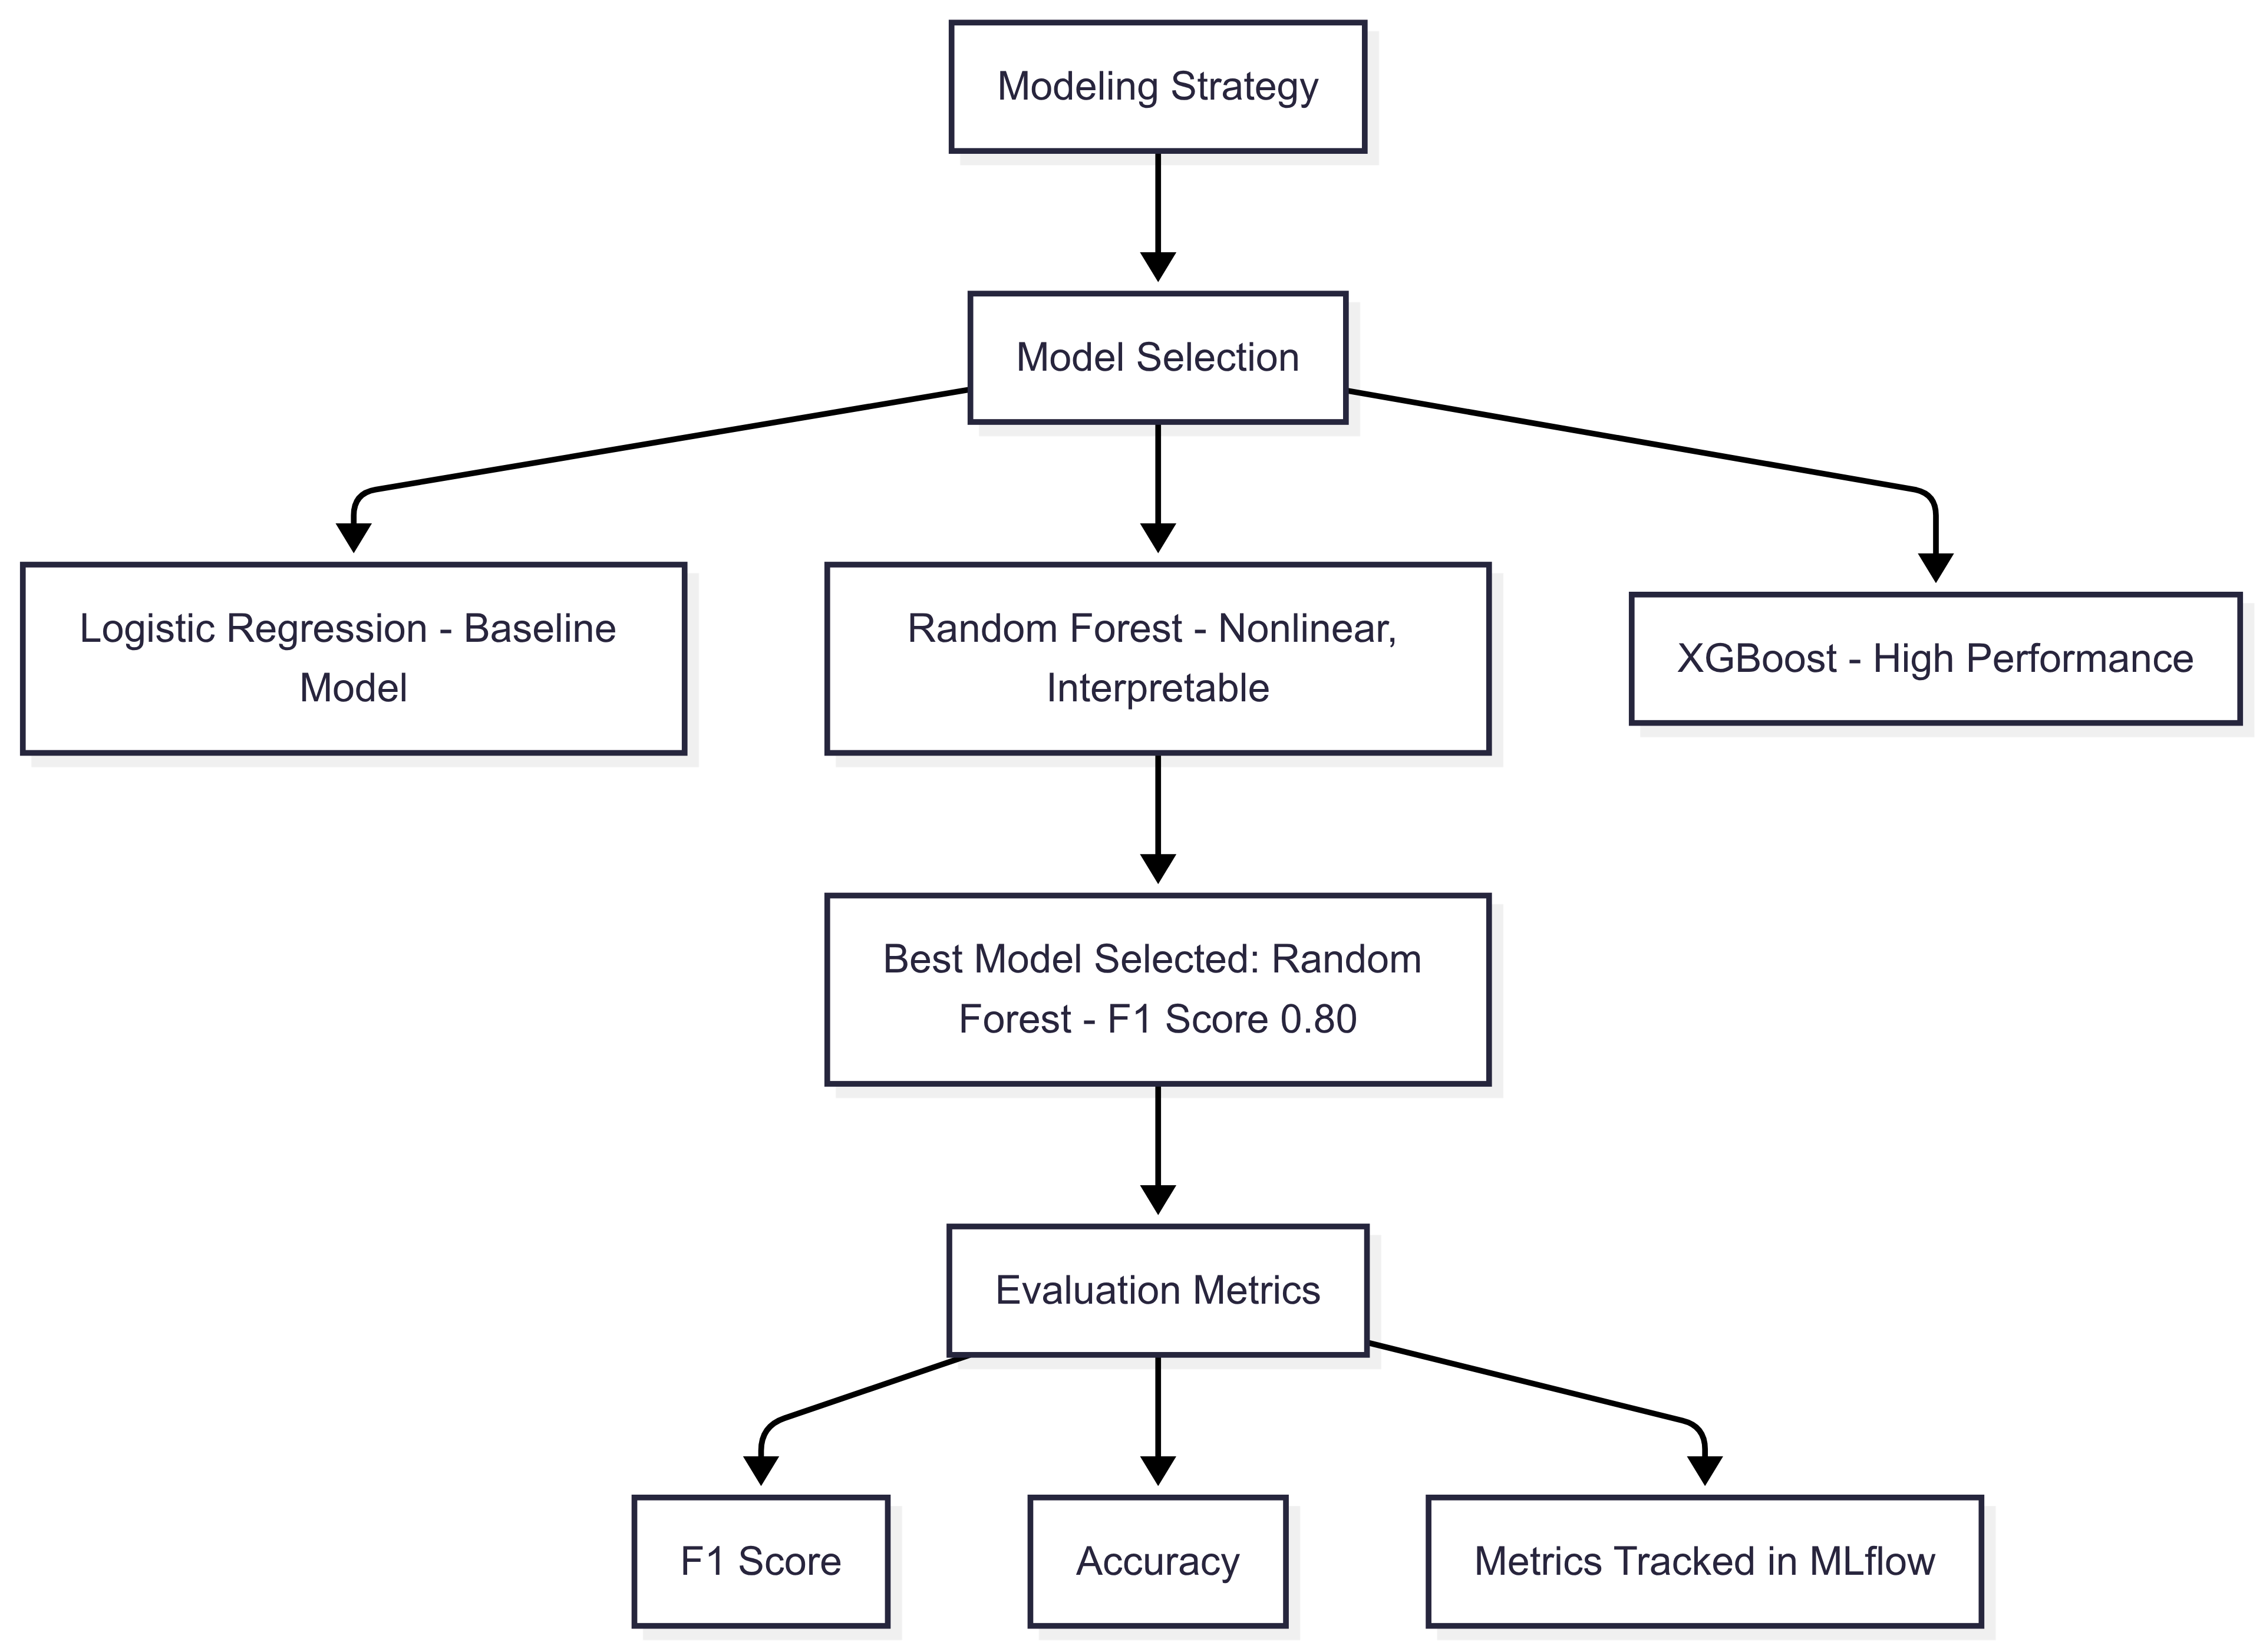 Modeling Strategy
Model Selection
Logistic Regression - Baseline
Model
Random Forest - Nonlinear,
Interpretable
XGBoost - High Performance
Best Model Selected: Random
Forest - F1 Score 0.80
Evaluation Metrics
F1 Score
Accuracy
Metrics Tracked in MLflow